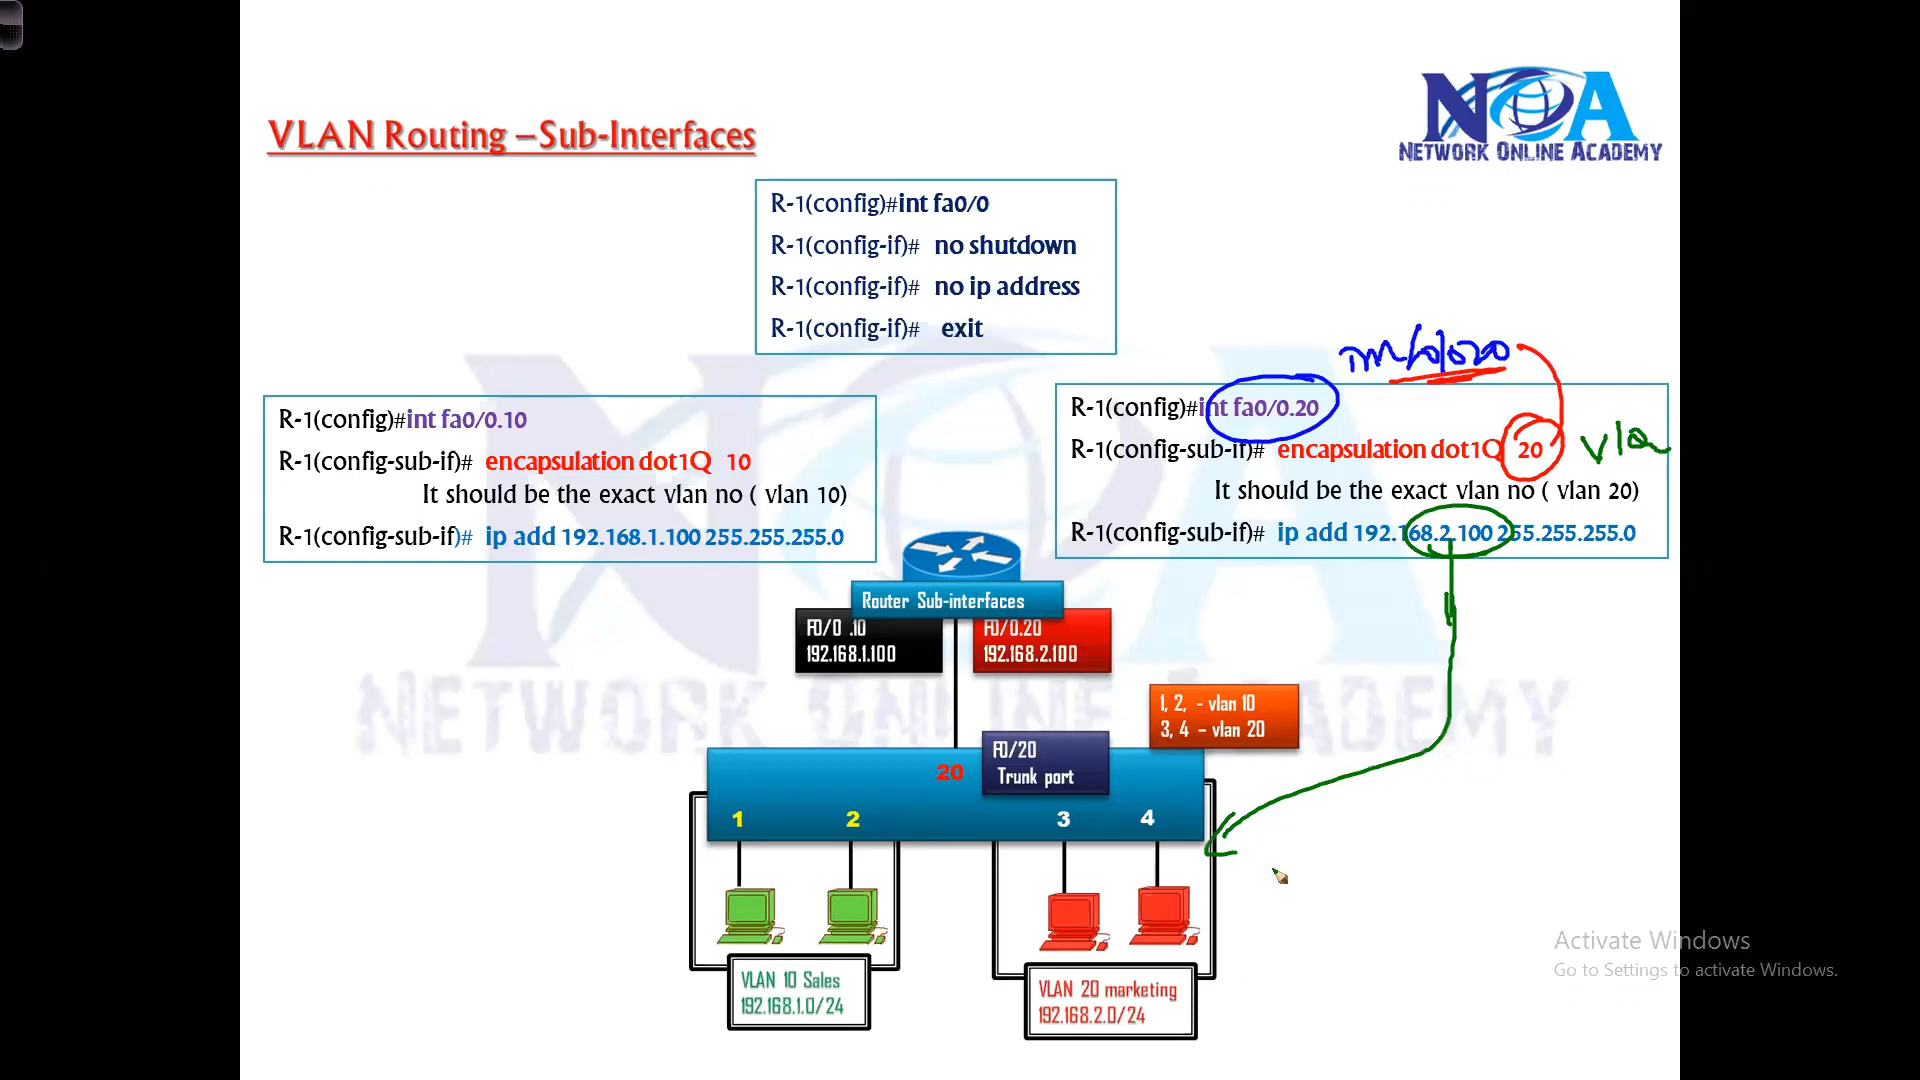 NOA
NETWORK ONLINE ACADEMY
VLAN Routing –Sub-Interfaces
R-1(config)#int fa0/0
R-1(config-if)# no shutdown
R-1(config-if)# no ip address
R-1(config-if)# exit
R-1(config)#int fa0/0.10
R-1(config-sub-if)# encapsulation dot1Q 10
It should be the exact vlan no ( vlan 10)
R-1(config-sub-if)# ip add 192.168.1.100 255.255.255.0
R-1(config)#int fa0/0.20
R-1(config-sub-if)# encapsulation dot1Q 20
It should be the exact vlan no ( vlan 20)
R-1(config-sub-if)# ip add 192.168.2.100 255.255.255.0
Router Sub-interfaces
F0/0 .10
192.168.1.100
F0/0.20
192.168.2.100
1, 2, - vlan 10
3, 4 – vlan 20
F0/20
Trunk port
20
1 2 3 4
VLAN 10 Sales
192.168.1.0/24
VLAN 20 marketing
192.168.2.0/24
NOA
NETWORK ONLINE ACADEMY
Activate Windows
Go to Settings to activate Windows.